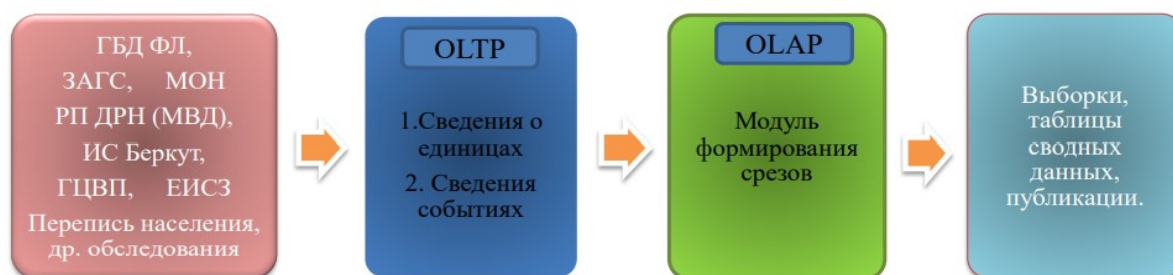 ГБД ФЛ,
ЗАГС, МОН
РП ДРН (МВД),
ИС Беркут,
ГЦВП, ЕИСЗ
Перепись населения,
др. обследования
OLTP
1.Сведения о
единицах
2. Сведения
событиях
OLAP
Модуль
формирования
срезов
Выборки,
таблицы
сводных
данных,
публикации.